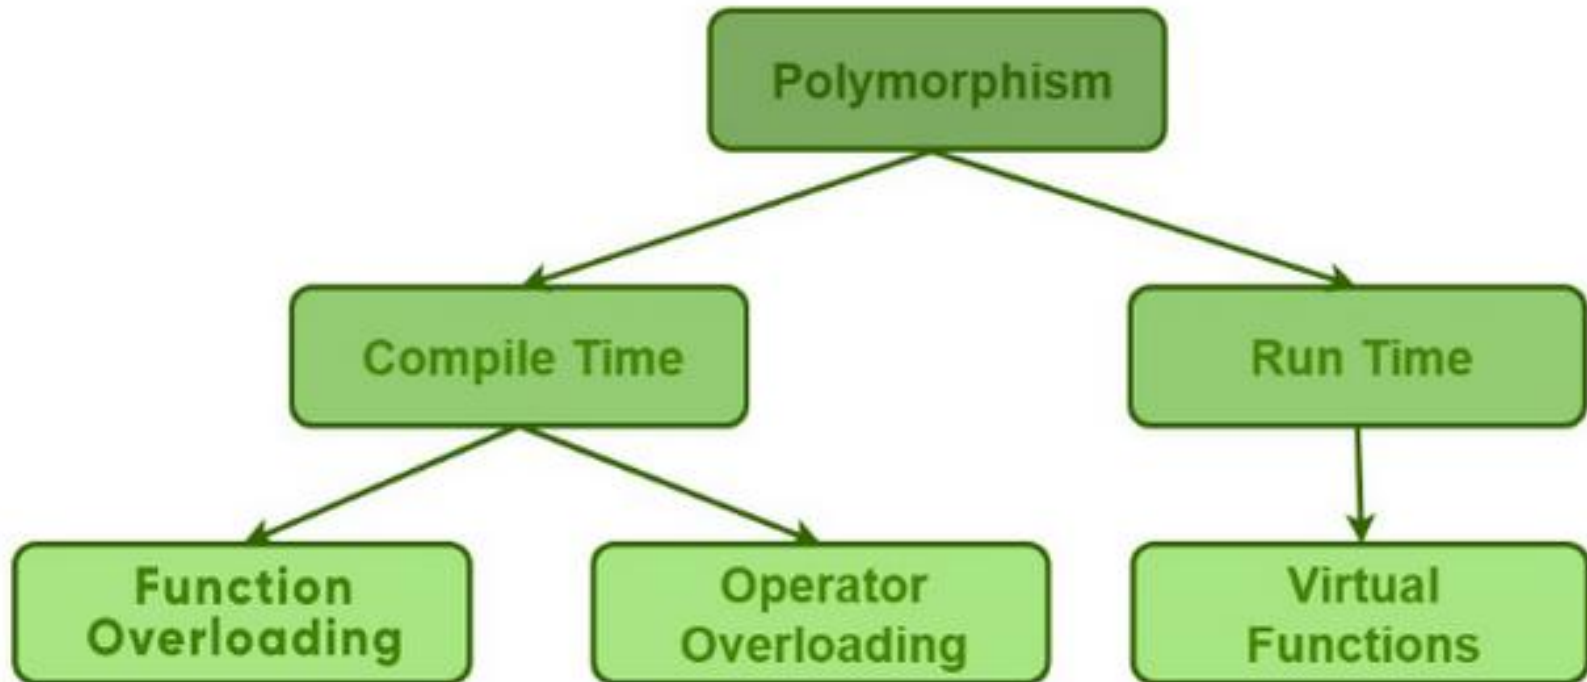 Polymorphism
Compile Time
Run Time
Function
Overloading
Operator
Overloading
Virtual
Functions